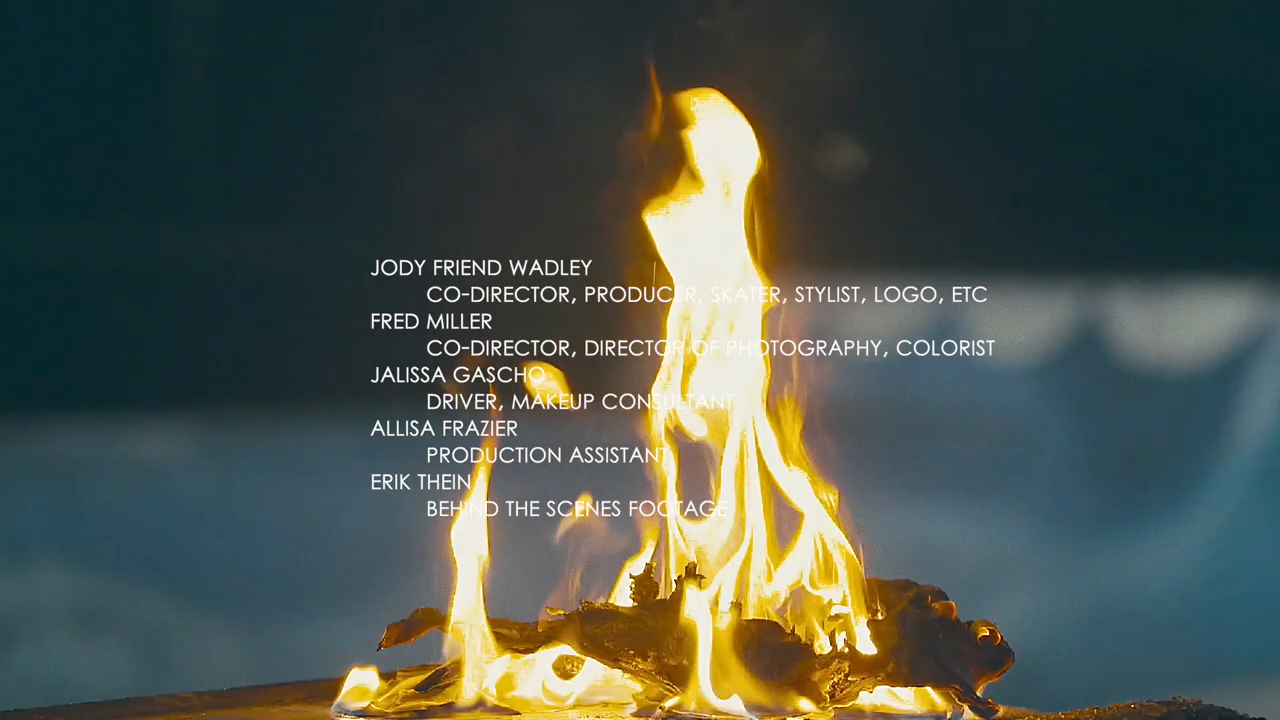 JODY FRIEND WADLEY
CO-DIRECTOR, PRODUCER, SKATER, STYLIST, LOGO, ETC
FRED MILLER
CO-DIRECTOR, DIRECTOR OF PHOTOGRAPHY, COLORIST
JALISSA GASCHO
DRIVER, MAKEUP CONSULTANT
ALLISA FRAZIER
PRODUCTION ASSISTANT
ERIK THEIN
BEHIND THE SCENES FOOTAGE